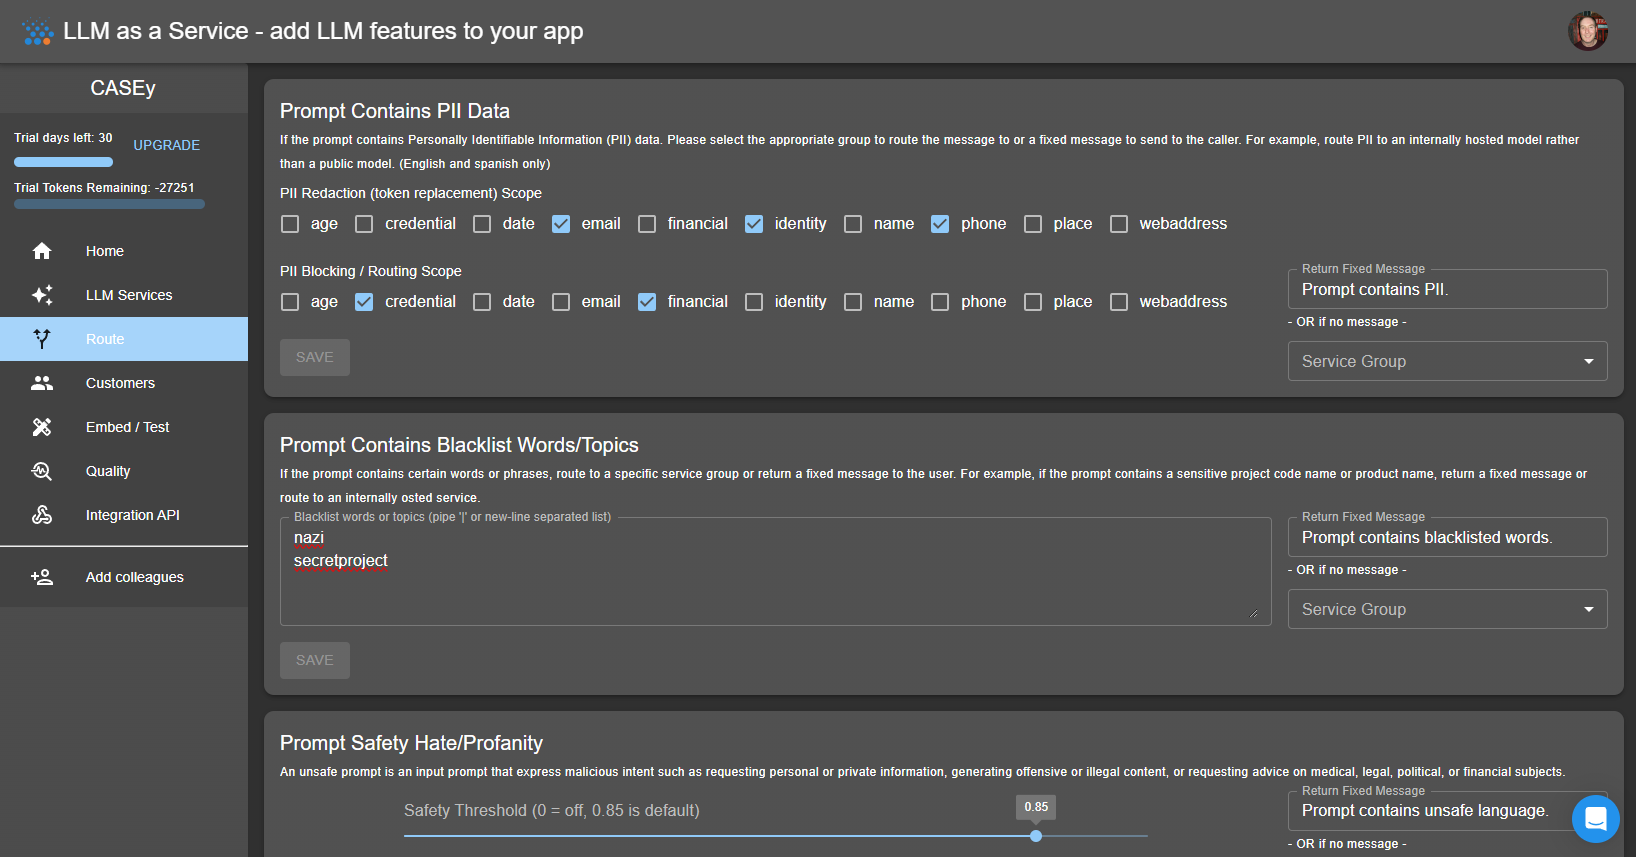 LLM as a Service - add LLM features to your app
CASEy
Trial days left: 30
UPGRADE
Trial Tokens Remaining: -27251
Home
LLM Services
Route
Customers
Embed / Test
Quality
Integration API
Add colleagues
Prompt Contains PII Data
If the prompt contains Personally Identifiable Information (PII) data. Please select the appropriate group to route the message to or a fixed message to send to the caller. For example, route PII to an internally hosted model rather
than a public model. (English and spanish only)
PII Redaction (token replacement) Scope
age credential date email financial identity name phone place webaddress
PII Blocking / Routing Scope
age credential date email financial identity name phone place webaddress
Return Fixed Message
Prompt contains PII.
- OR if no message -
Service Group
SAVE
Prompt Contains Blacklist Words/Topics
If the prompt contains certain words or phrases, route to a specific service group or return a fixed message to the user. For example, if the prompt contains a sensitive project code name or product name, return a fixed message or
route to an internally osted service.
Blacklist words or topics (pipe '|' or new-line separated list)
nazi
secretproject
Return Fixed Message
Prompt contains blacklisted words.
- OR if no message -
Service Group
SAVE
Prompt Safety Hate/Profanity
An unsafe prompt is an input prompt that express malicious intent such as requesting personal or private information, generating offensive or illegal content, or requesting advice on medical, legal, political, or financial subjects.
Safety Threshold (0 = off, 0.85 is default)
0.85
Return Fixed Message
Prompt contains unsafe language.
- OR if no message -